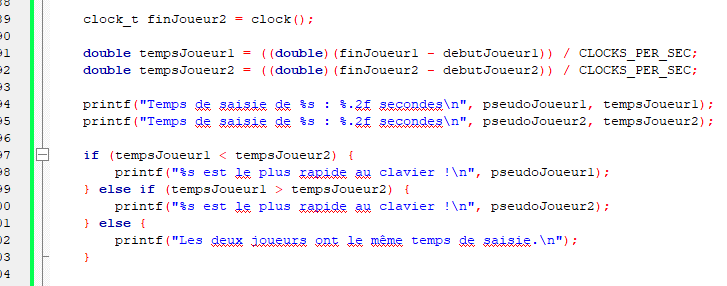 clock_t finJoueur2 = clock();
double tempsJoueur1 = ((double)(finJoueur1 - debutJoueur1)) / CLOCKS_PER_SEC;
double tempsJoueur2 = ((double)(finJoueur2 - debutJoueur2)) / CLOCKS_PER_SEC;
printf("Temps de saisie de %s : %.2f secondes\n", pseudoJoueur1, tempsJoueur1);
printf("Temps de saisie de %s : %.2f secondes\n", pseudoJoueur2, tempsJoueur2);
if (tempsJoueur1 < tempsJoueur2) {
printf("%s est le plus rapide au clavier !\n", pseudoJoueur1);
} else if (tempsJoueur1 > tempsJoueur2) {
printf("%s est le plus rapide au clavier !\n", pseudoJoueur2);
} else {
printf("Les deux joueurs ont le même temps de saisie.\n");
}